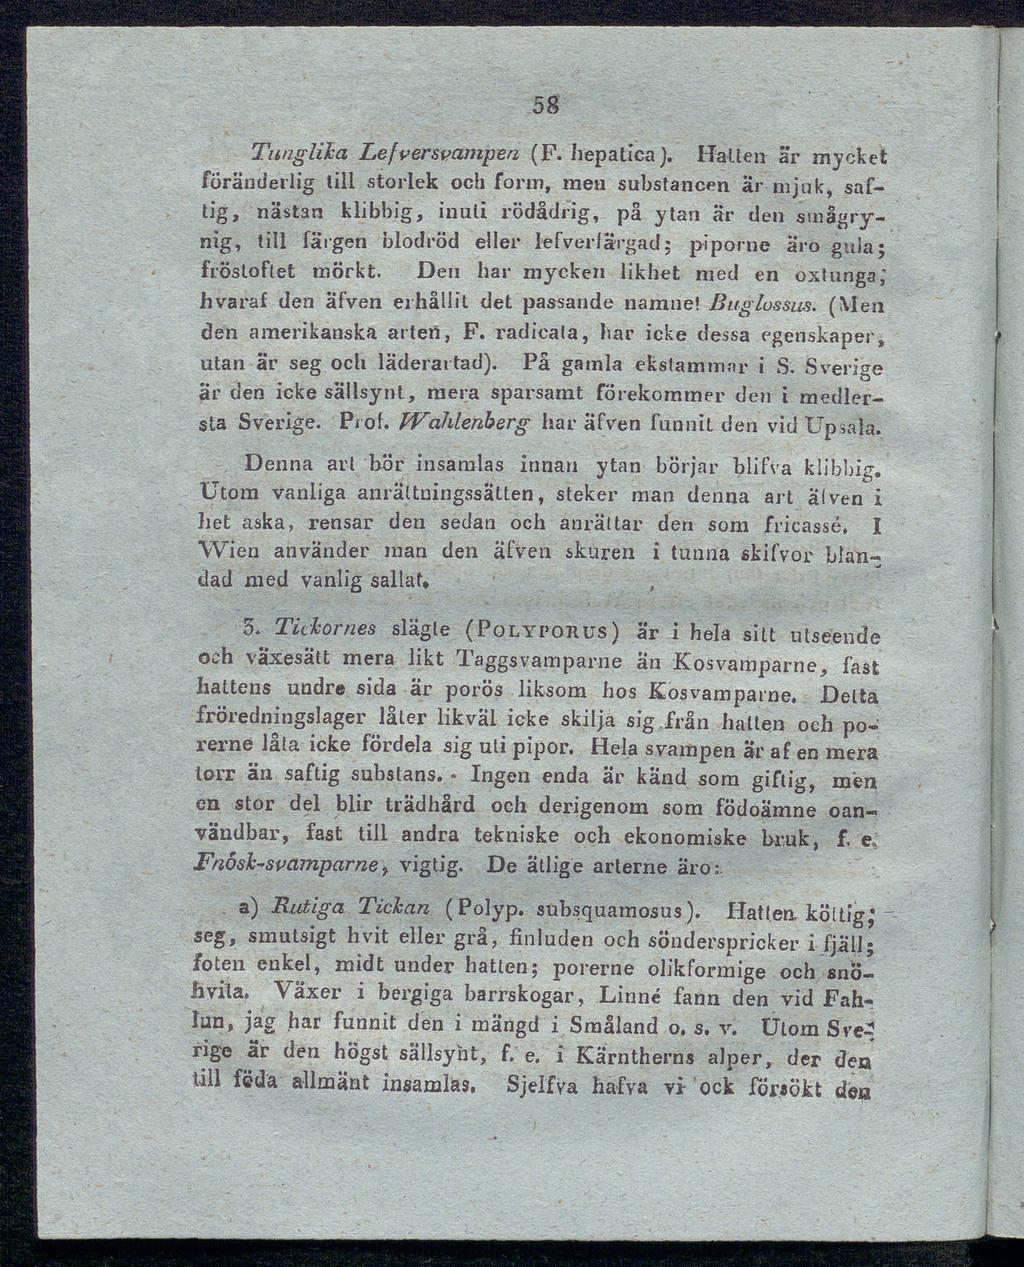 58
Tunglika Lefversvampen (F. hepatica). Hatten är mycket
föränderlig till storlek och form, men substancen är mjuk, saf-
tig, nästan klibbig, inuti rödådrig, på ytan är den smågry-
nig, till färgen blodröd eller lefverfärgad; piporne äro gula;
fröstoftet mörkt. Den har mycken likhet med en oxtunga,
hvaraf den äfven erhållit det passande namnet Buglossus. (Men
den amerikanska arten, F. radicata, har icke dessa egenskaper,
utan är seg och läderartad). På gamla ekstammar i S. Sverige
är den icke sällsynt, mera sparsamt förekommer den i medler-
sta Sverige. Prof. Wahlenberg har äfven funnit den vid Upsala.
Denna art bör insamlas innan ytan börjar blifva klibbig.
Utom vanliga anrättningssätten, steker man denna art äfven i
het aska, rensar den sedan och anrättar den som fricassé. I
Wien använder man den äfven skuren i tunna skifvor blan-
dad med vanlig sallat.
3. Tickornes slägte (POLYPORUS) är i hela sitt utseende
och växesätt mera likt Taggsvamparne än Kosvamparne, fast
hattens undre sida är porös liksom hos Kosvamparne. Detta
fröredningslager låter likväl icke skilja sig från hatten och po-
rerne låta icke fördela sig uti pipor. Hela svampen är af en mera
torr än saftig substans. Ingen enda är känd som giftig, men
en stor del blir trädhård och derigenom som födoämne oan-
vändbar, fast till andra tekniske och ekonomiske bruk, f. e.
Fnösk-svamparne, vigtig. De ätlige arterne äro:
a) Rutiga Tickan (Polyp. subsquamosus). Hatten köttig,
seg, smutsigt hvit eller grå, finluden och sönderspricker i fjäll;
foten enkel, midt under hatten; porerne olikformige och snö-
hvita. Växer i bergiga barrskogar, Linné fann den vid Fah-
lun, jag har funnit den i mängd i Småland o. s. v. Utom Sve-
rige är den högst sällsynt, f. e. i Kärntherns alper, der den
till föda allmänt insamlas. Sjelfva hafva vi ock försökt den